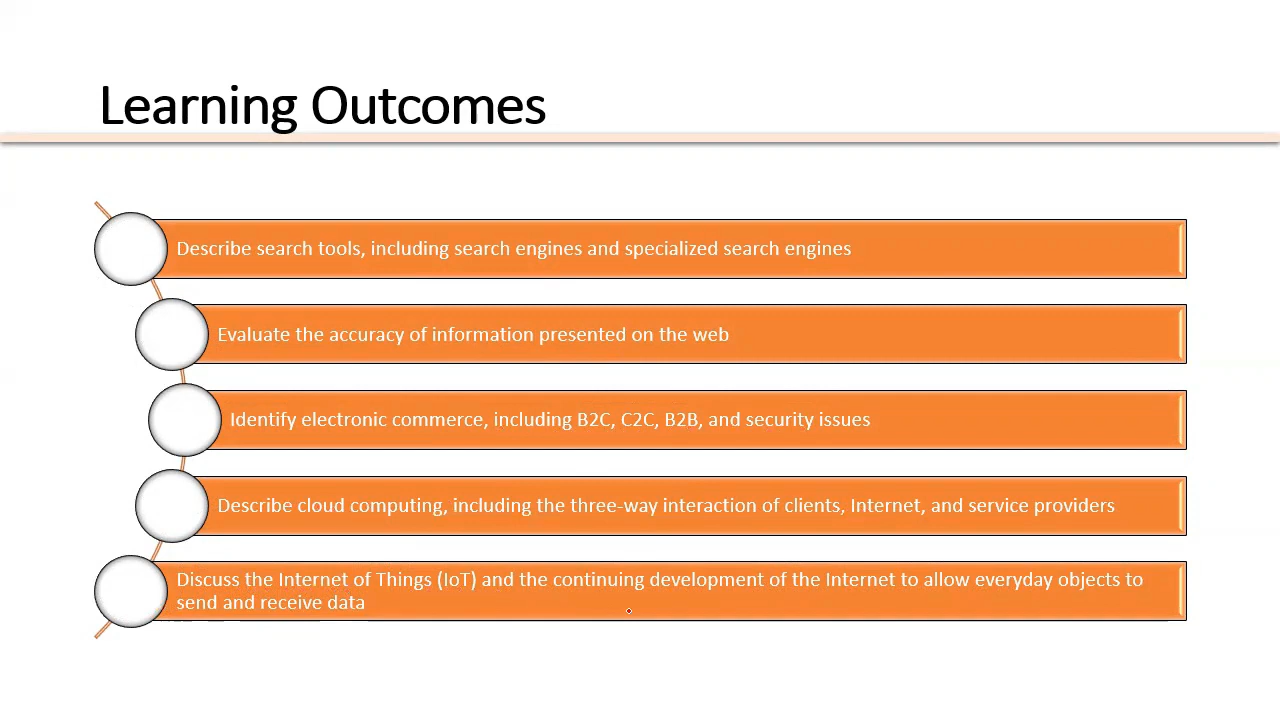 Learning Outcomes
Describe search tools, including search engines and specialized search engines
Evaluate the accuracy of information presented on the web
Identify electronic commerce, including B2C, C2C, B2B, and security issues
Describe cloud computing, including the three-way interaction of clients, Internet, and service providers
Discuss the Internet of Things (IoT) and the continuing development of the Internet to allow everyday objects to
send and receive data